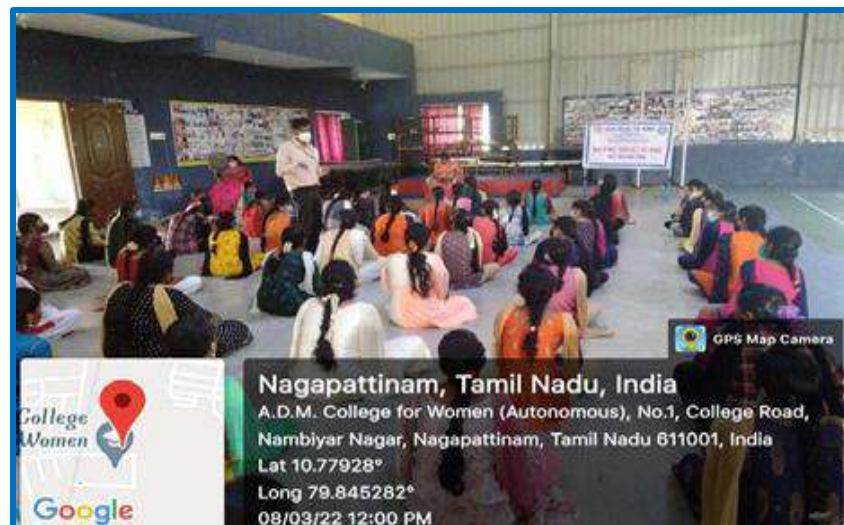 GPS Map Camera
College
Women
Google
Nagapattinam, Tamil Nadu, India
A.D.M. College for Women (Autonomous), No.1, College Road,
Nambiyar Nagar, Nagapattinam, Tamil Nadu 611001, India
Lat 10.77928°
Long 79.845282°
08/03/22 12:00 PM